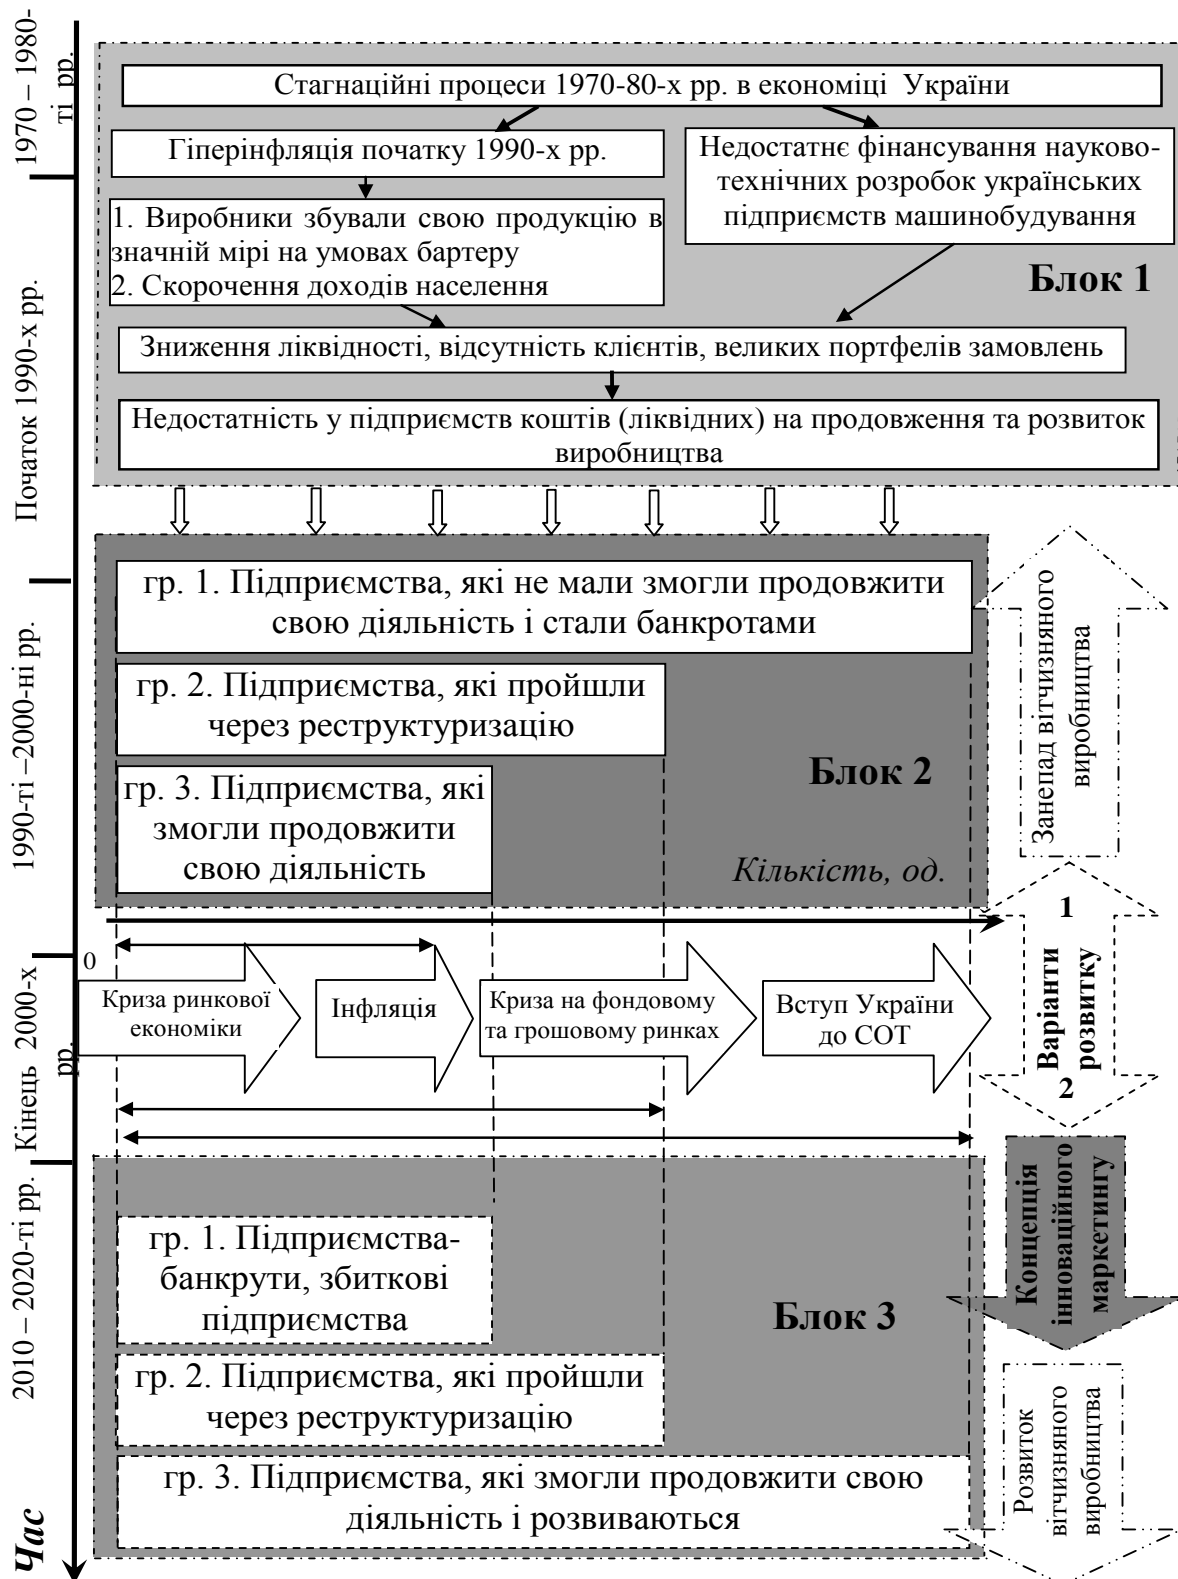 1970 – 1980-
ті рр.
Стагнаційні процеси 1970-80-х рр. в економіці України
Гіперінфляція початку 1990-х рр.
Недостатнє фінансування науково-
технічних розробок українських
підприємств машинобудування
1. Виробники збували свою продукцію в
значній мірі на умовах бартеру
2. Скорочення доходів населення
Блок 1
Початок 1990-х рр.
Зниження ліквідності, відсутність клієнтів, великих портфелів замовлень
Недостатність у підприємств коштів (ліквідних) на продовження та розвиток
виробництва
1990-ті –2000-ні рр.
гр. 1. Підприємства, які не мали змогли продовжити
свою діяльність і стали банкротами
гр. 2. Підприємства, які пройшли
через реструктуризацію
гр. 3. Підприємства, які
змогли продовжити
свою діяльність
Блок 2
Кількість, од.
Занепад вітчизняного
виробництва
1
Варіанти
розвитку
2
0
Кінець 2000-х
рр.
Криза ринкової
економіки
Інфляція
Криза на фондовому
та грошовому ринках
Вступ України
до СОТ
2010 – 2020-ті рр.
гр. 1. Підприємства-
банкрути, збиткові
підприємства
гр. 2. Підприємства, які пройшли
через реструктуризацію
гр. 3. Підприємства, які змогли продовжити свою
діяльність і розвиваються
Блок 3
Концепція
інноваційного
маркетингу
Розвиток
вітчизняного
виробництва
Час